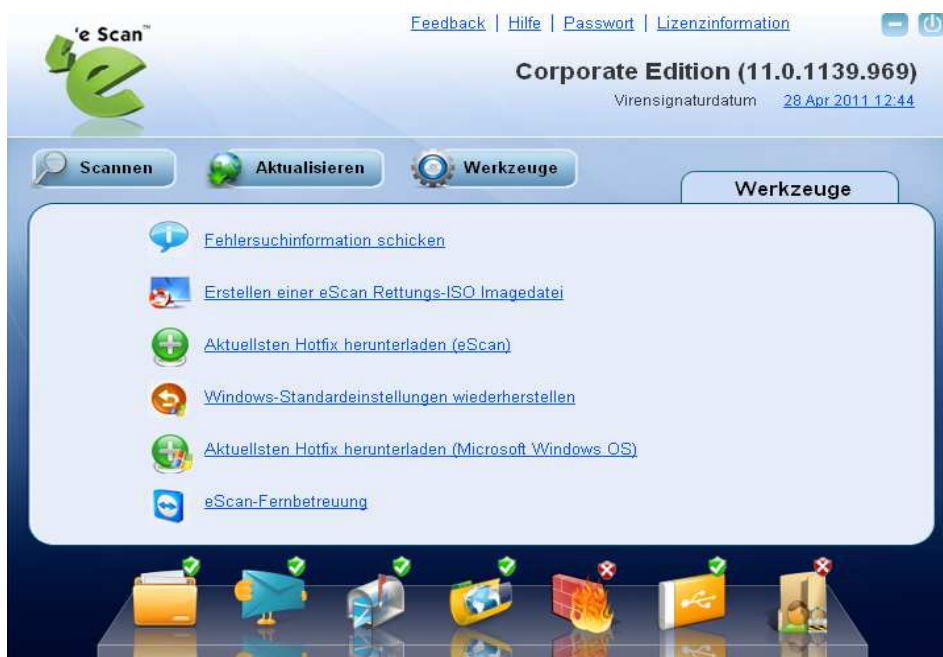 'e Scan™
Feedback | Hilfe | Passwort | Lizenzinformation
Corporate Edition (11.0.1139.969)
Virensignaturdatum 28 Apr 2011 12:44
Scannen
Aktualisieren
Werkzeuge
Werkzeuge
Fehlersuchinformation schicken
Erstellen einer eScan Rettungs-ISO Imagedatei
Aktuellsten Hotfix herunterladen (eScan)
Windows-Standardeinstellungen wiederherstellen
Aktuellsten Hotfix herunterladen (Microsoft Windows OS)
eScan-Fernbetreuung